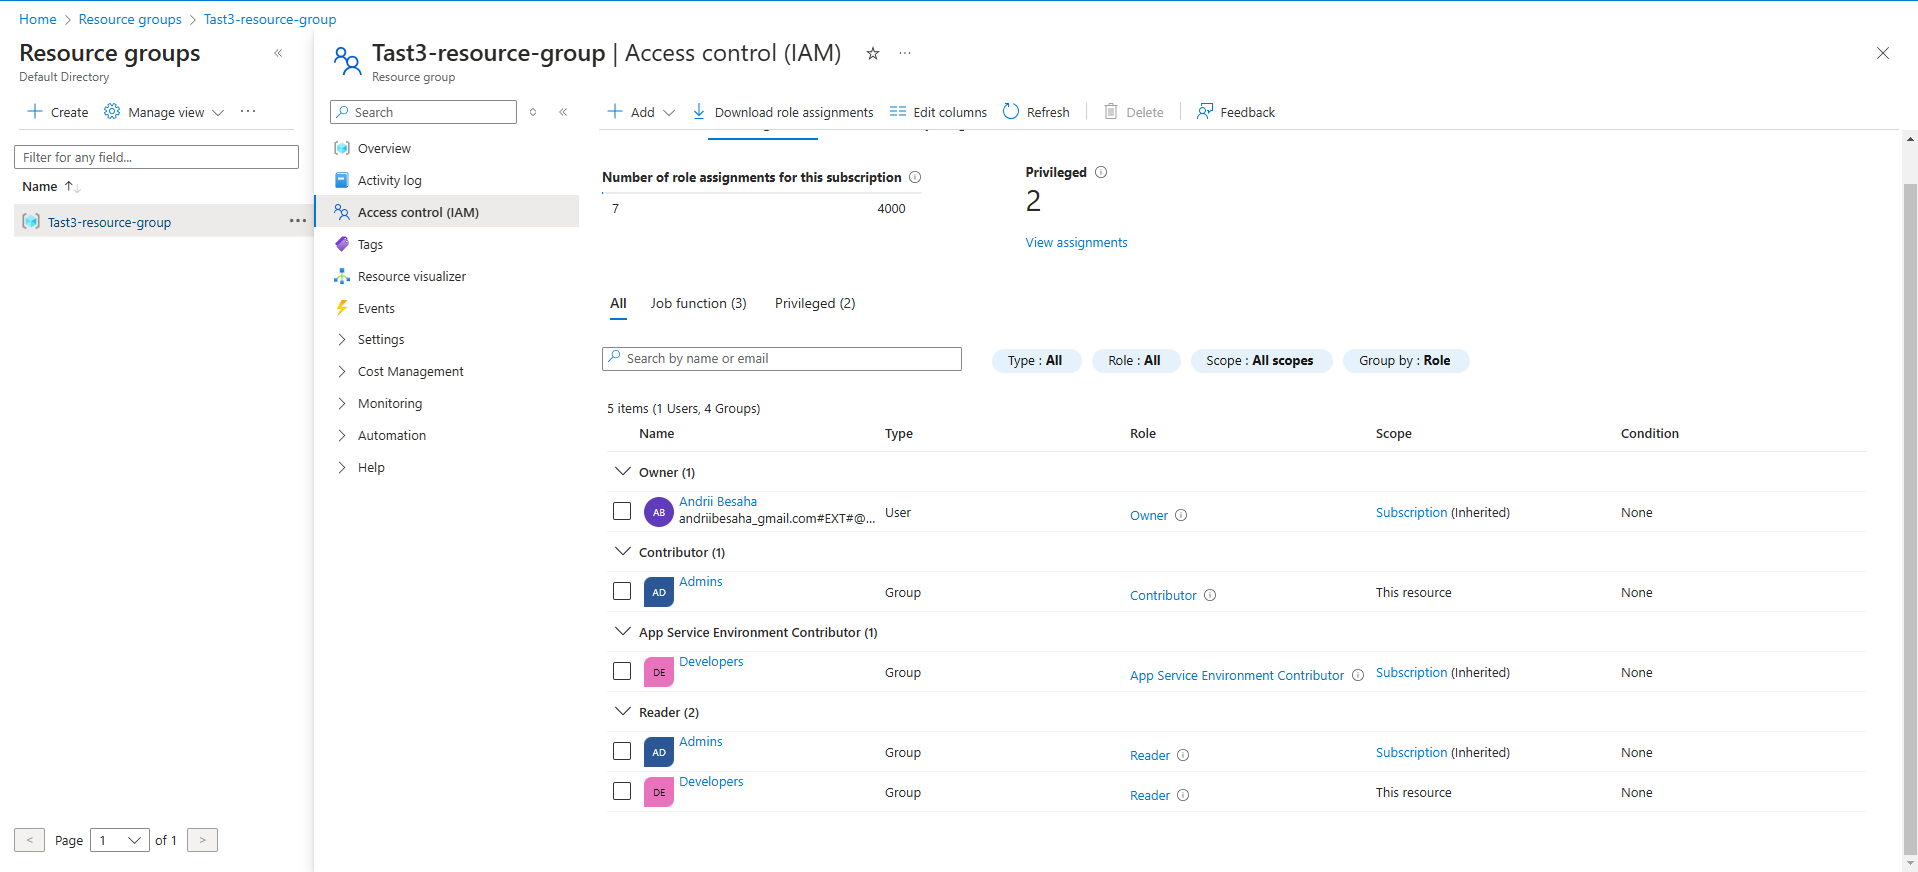 Home > Resource groups > Tast3-resource-group
Resource groups
Default Directory
Create
Manage view
Filter for any field...
Name
Tast3-resource-group
Page 1 of 1
Tast3-resource-group | Access control (IAM)
Resource group
Search
Overview
Activity log
Access control (IAM)
Tags
Resource visualizer
Events
Settings
Cost Management
Monitoring
Automation
Help
Add
Download role assignments
Edit columns
Refresh
Delete
Feedback
Number of role assignments for this subscription
7 4000
Privileged
2
View assignments
All Job function (3) Privileged (2)
Search by name or email
Type : All
Role : All
Scope : All scopes
Group by : Role
5 items (1 Users, 4 Groups)
Name Type Role Scope Condition
Owner (1)
AB Andrii Besaha
andriibesaha_gmail.com#EXT#@... User Owner Subscription (Inherited) None
Contributor (1)
AD Admins Group Contributor This resource None
App Service Environment Contributor (1)
DE Developers Group App Service Environment Contributor Subscription (Inherited) None
Reader (2)
AD Admins Group Reader Subscription (Inherited) None
DE Developers Group Reader This resource None